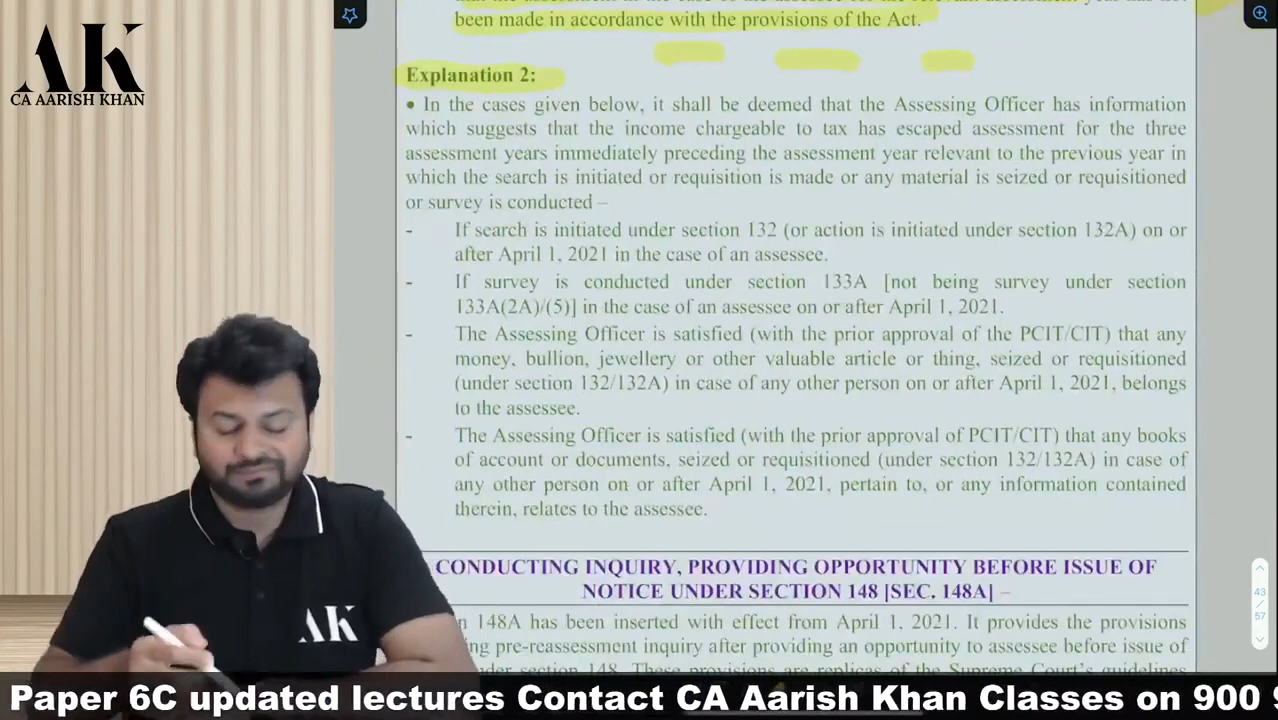 AK
CA AARISH KHAN
been made in accordance with the provisions of the Act.
Explanation 2:
• In the cases given below, it shall be deemed that the Assessing Officer has information
which suggests that the income chargeable to tax has escaped assessment for the three
assessment years immediately preceding the assessment year relevant to the previous year in
which the search is initiated or requisition is made or any material is seized or requisitioned
or survey is conducted –
- If search is initiated under section 132 (or action is initiated under section 132A) on or
after April 1, 2021 in the case of an assessee.
- If survey is conducted under section 133A [not being survey under section
133A(2A)/(5)] in the case of an assessee on or after April 1, 2021.
- The Assessing Officer is satisfied (with the prior approval of the PCIT/CIT) that any
money, bullion, jewellery or other valuable article or thing, seized or requisitioned
(under section 132/132A) in case of any other person on or after April 1, 2021, belongs
to the assessee.
- The Assessing Officer is satisfied (with the prior approval of PCIT/CIT) that any books
of account or documents, seized or requisitioned (under section 132/132A) in case of
any other person on or after April 1, 2021, pertain to, or any information contained
therein, relates to the assessee.
CONDUCTING INQUIRY, PROVIDING OPPORTUNITY BEFORE ISSUE OF
NOTICE UNDER SECTION 148 [SEC. 148A] –
148A has been inserted with effect from April 1, 2021. It provides the provisions
pre-reassessment inquiry after providing an opportunity to assessee before issue of
section 148. These provisions are replicas of the Supreme Court's guidelines
43
/
57
AK
Paper 6C updated lectures Contact CA Aarish Khan Classes on 900